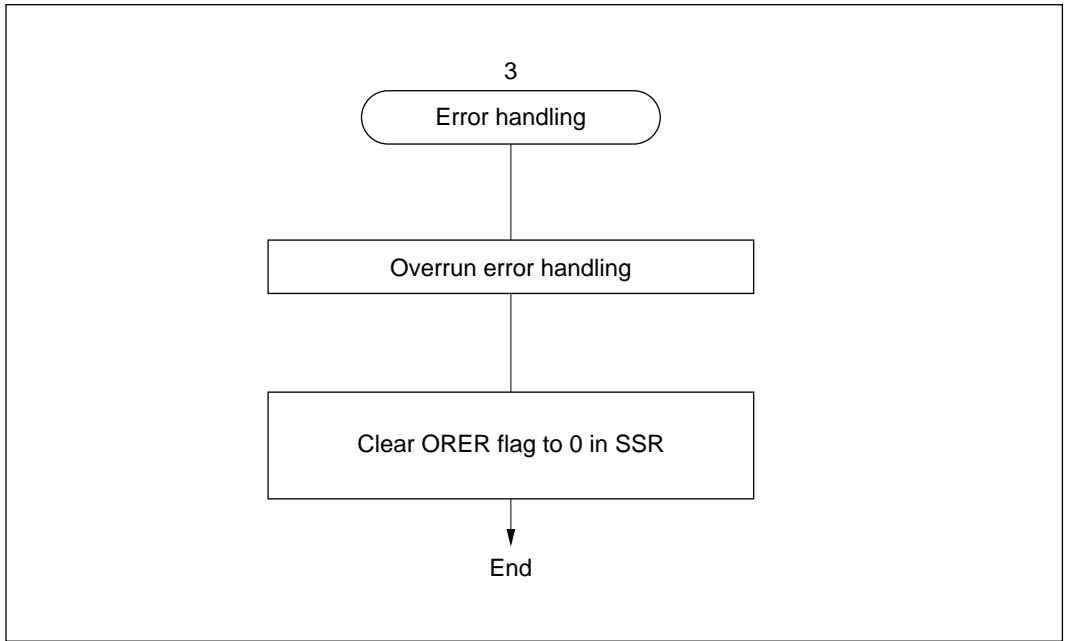 3
Error handling
Overrun error handling
Clear ORER flag to 0 in SSR
End